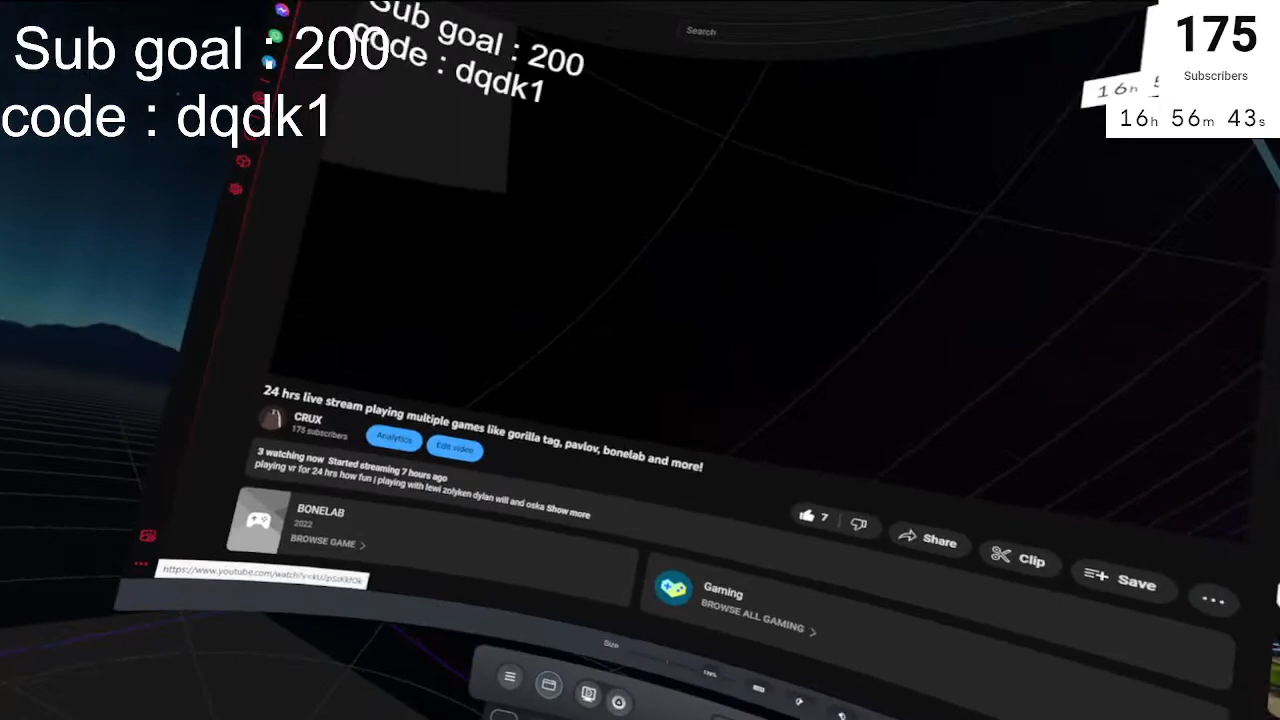 Sub goal : 200
code : dqdk1
Sub goal : 200
code : dqdk1
Search
175
Subscribers
16h
16h 56m 43s
24 hrs live stream playing multiple games like gorilla tag, pavlov, bonelab and more!
CRUX
175 subscribers
Analytics
Edit video
3 watching now Started streaming 7 hours ago
playing vr for 24 hrs how fun | playing with lewi zolyken dylan will and oska Show more
7
Share
Clip
Save
BONELAB
2022
BROWSE GAME
Gaming
BROWSE ALL GAMING
Size